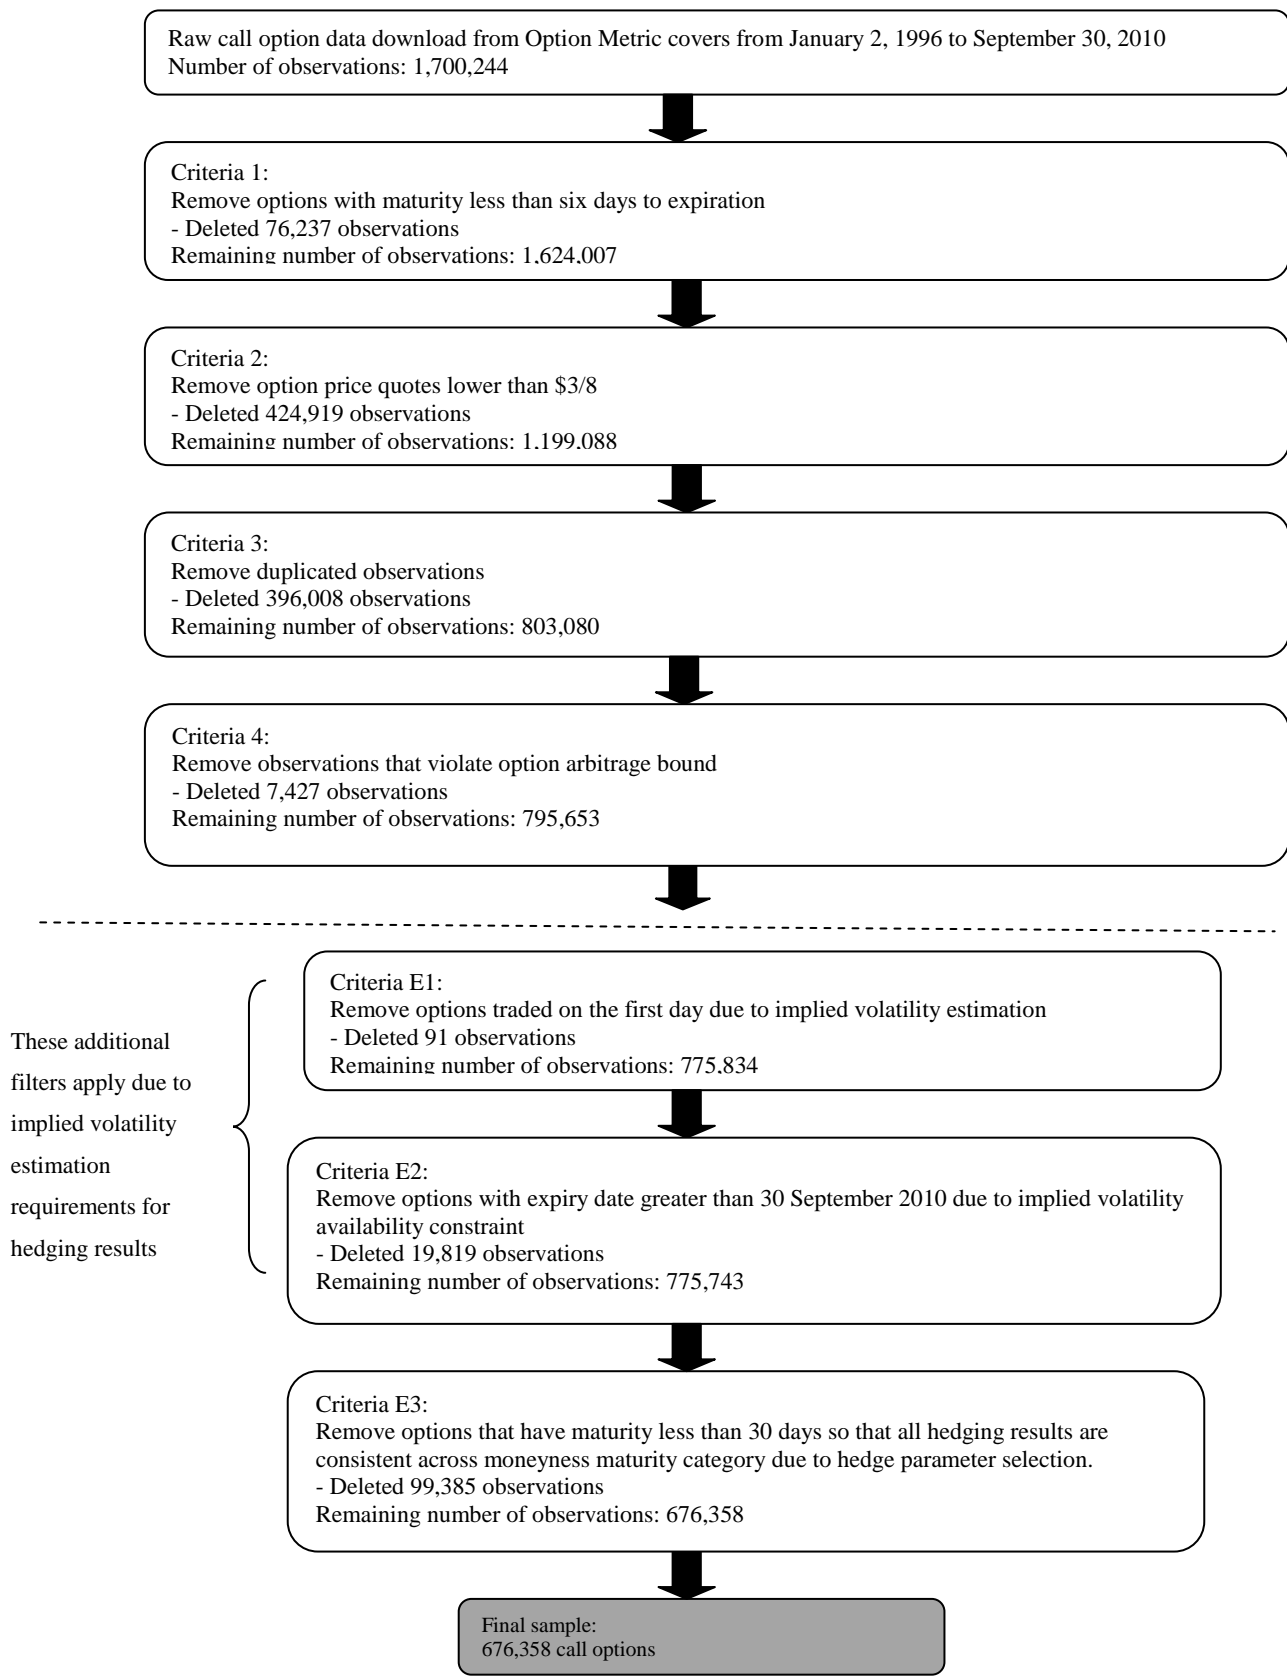 Raw call option data download from Option Metric covers from January 2, 1996 to September 30, 2010
Number of observations: 1,700,244
Criteria 1:
Remove options with maturity less than six days to expiration
- Deleted 76,237 observations
Remaining number of observations: 1,624,007
Criteria 2:
Remove option price quotes lower than $3/8
- Deleted 424,919 observations
Remaining number of observations: 1,199,088
Criteria 3:
Remove duplicated observations
- Deleted 396,008 observations
Remaining number of observations: 803,080
Criteria 4:
Remove observations that violate option arbitrage bound
- Deleted 7,427 observations
Remaining number of observations: 795,653
These additional
filters apply due to
implied volatility
estimation
requirements for
hedging results
Criteria E1:
Remove options traded on the first day due to implied volatility estimation
- Deleted 91 observations
Remaining number of observations: 775,834
Criteria E2:
Remove options with expiry date greater than 30 September 2010 due to implied volatility
availability constraint
- Deleted 19,819 observations
Remaining number of observations: 775,743
Criteria E3:
Remove options that have maturity less than 30 days so that all hedging results are
consistent across moneyness maturity category due to hedge parameter selection.
- Deleted 99,385 observations
Remaining number of observations: 676,358
Final sample:
676,358 call options